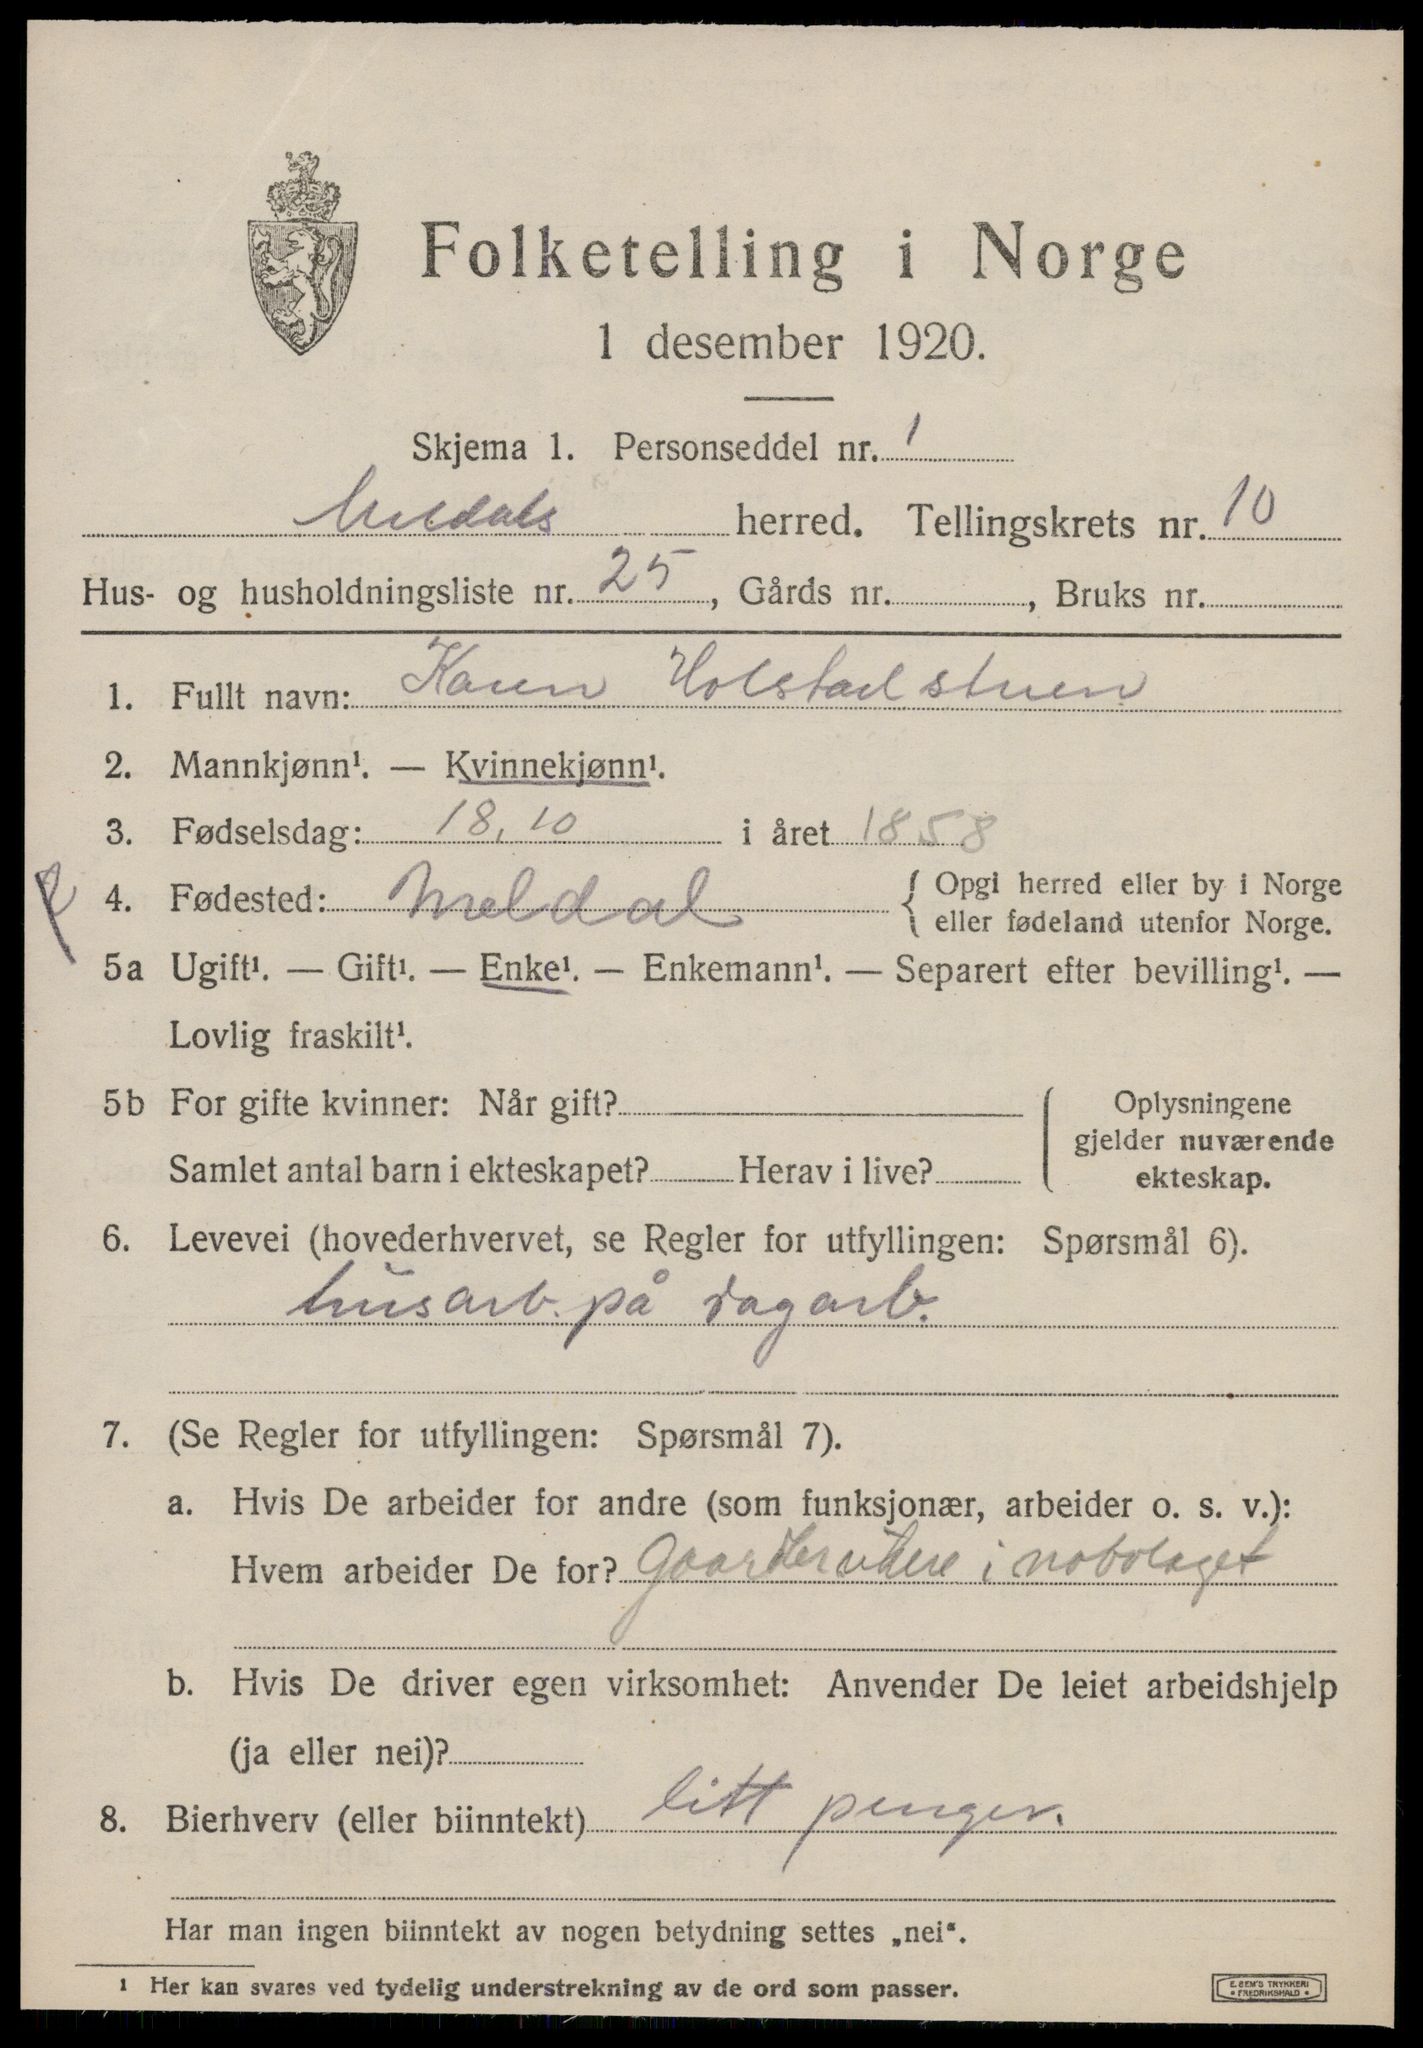 Folketelling i Norge
1 desember 1920.
Skjema 1. Personseddel nr. 1
Meldals herred. Tellingskrets nr. 10
Hus- og husholdningsliste nr. 25, Gårds nr. , Bruks nr.
1. Fullt navn: Karen Holstad stuen
2. Mannkjønn¹. — Kvinnekjønn¹.
3. Fødselsdag: 18,10 i året 1858
4. Fødested: Meldal { Opgi herred eller by i Norge
eller fødeland utenfor Norge.
5a Ugift¹. — Gift¹. — Enke¹. — Enkemann¹. — Separert efter bevilling¹. —
Lovlig fraskilt¹.
5b For gifte kvinner: Når gift? Oplysningene
gjelder nuværende
Samlet antal barn i ekteskapet? Herav i live? ekteskap.
6. Levevei (hovederhvervet, se Regler for utfyllingen: Spørsmål 6).
husarb. på dagarb.
7. (Se Regler for utfyllingen: Spørsmål 7).
a. Hvis De arbeider for andre (som funksjonær, arbeider o. s. v.):
Hvem arbeider De for? i nabolaget
b. Hvis De driver egen virksomhet: Anvender De leiet arbeidshjelp
(ja eller nei)?
8. Bierhverv (eller biinntekt) litt penger.
Har man ingen biinntekt av nogen betydning settes „nei“.
1 Her kan svares ved tydelig understrekning av de ord som passer.
E. SEM'S TRYKKERI
• FREDRIKSHALD •